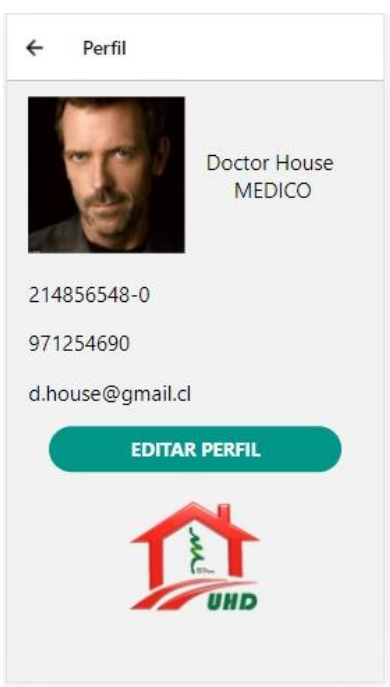 Perfil
Doctor House
MEDICO
214856548-0
971254690
d.house@gmail.cl
EDITAR PERFIL
UHD